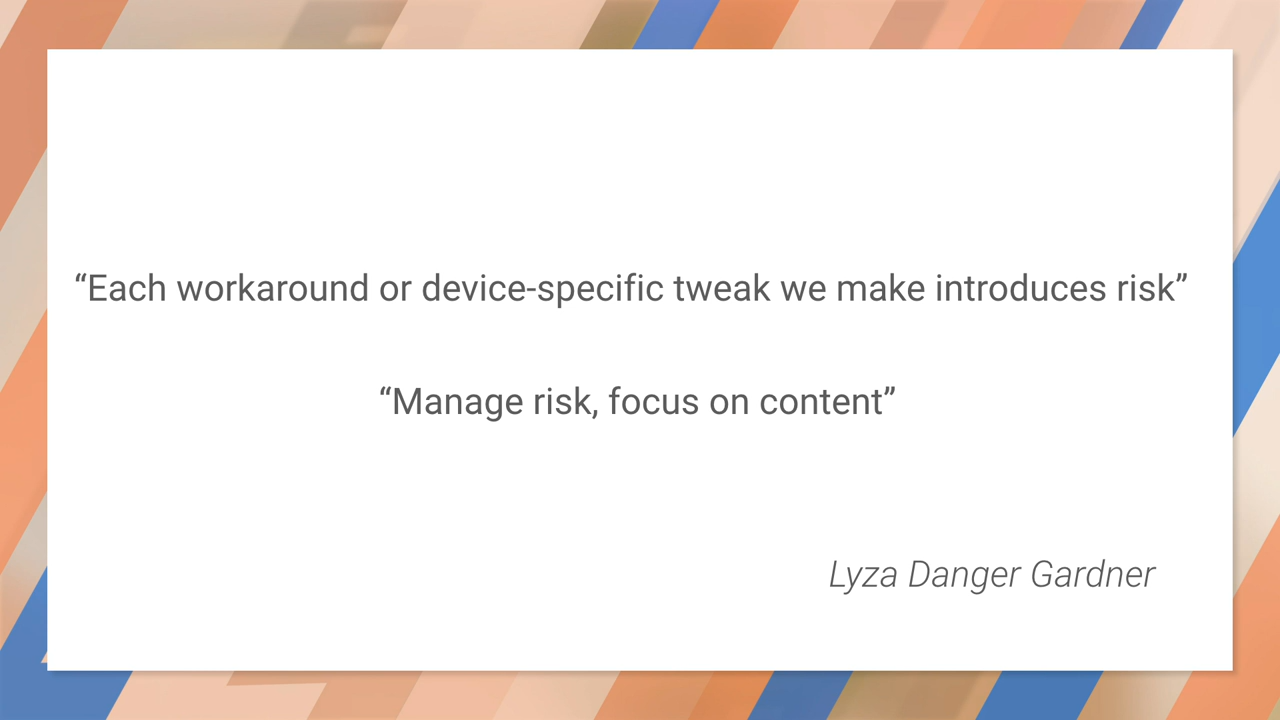 “Each workaround or device-specific tweak we make introduces risk”
“Manage risk, focus on content”
Lyza Danger Gardner